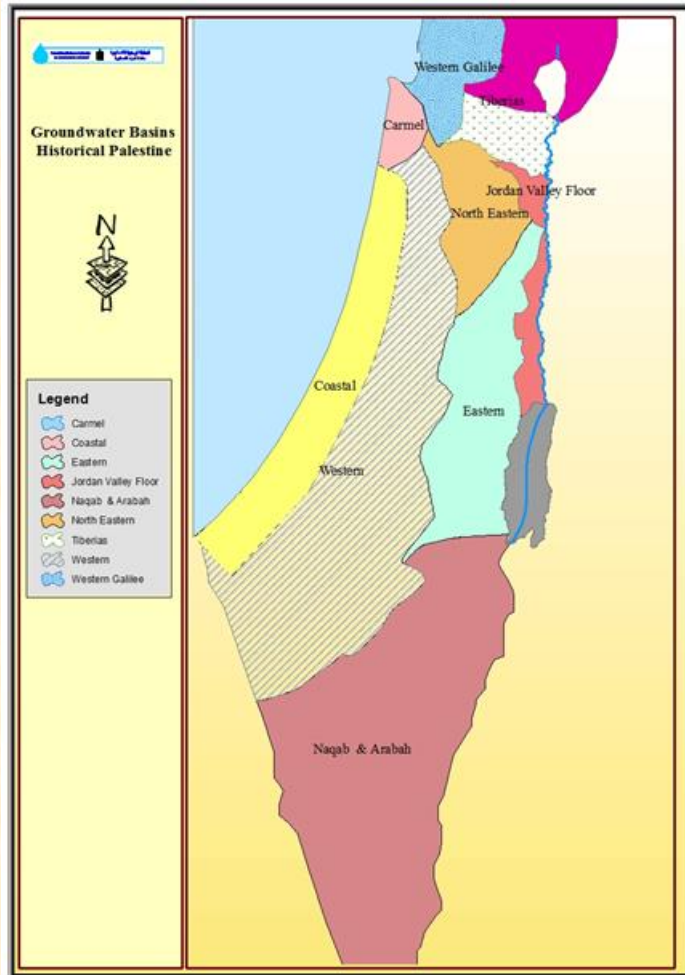 Groundwater Basins
Historical Palestine
N
Legend
Carmel
Coastal
Eastern
Jordan Valley Floor
Naqab & Arabah
North Eastern
Tiberias
Western
Western Galilee
Western Galilee
Tiberias
Carmel
Jordan Valley Floor
North Eastern
Coastal
Eastern
Western
Naqab & Arabah